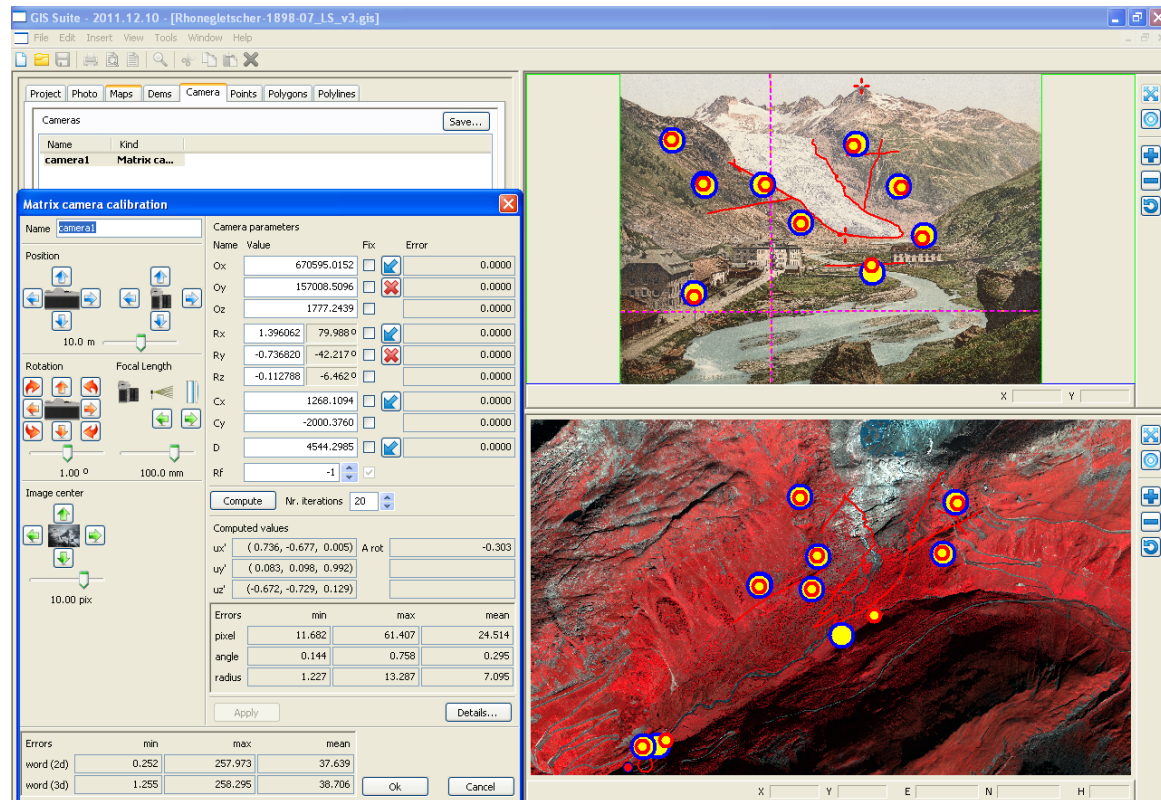 GIS Suite - 2011.12.10 - [Rhonegletscher-1898-07_LS_v3.gis]
File Edit Insert View Tools Window Help
Project Photo Maps Dems Camera Points Polygons Polylines
Cameras Save...
Name Kind
camera1 Matrix ca...
Matrix camera calibration
Name camera1
Camera parameters
Name Value Fix Error
Position
Ox 670595.0152 0.0000
Oy 157008.5096 0.0000
Oz 1777.2439 0.0000
Rx 1.396062 79.988 º 0.0000
10.0 m
Ry -0.736820 -42.217 º 0.0000
Rotation Focal Length
Rz -0.112788 -6.462 º 0.0000
Cx 1268.1094 0.0000
Cy -2000.3760 0.0000
D 4544.2985 0.0000
1.00 º 100.0 mm
Rf -1
Image center
Compute Nr. iterations 20
Computed values
ux' ( 0.736, -0.677, 0.005) A rot -0.303
uy' ( 0.083, 0.098, 0.992)
uz' (-0.672, -0.729, 0.129)
10.00 pix
Errors min max mean
pixel 11.682 61.407 24.514
angle 0.144 0.758 0.295
radius 1.227 13.287 7.095
Apply Details...
Errors min max mean
word (2d) 0.252 257.973 37.639
word (3d) 1.255 258.295 38.706
Ok Cancel
X Y
X Y E N H